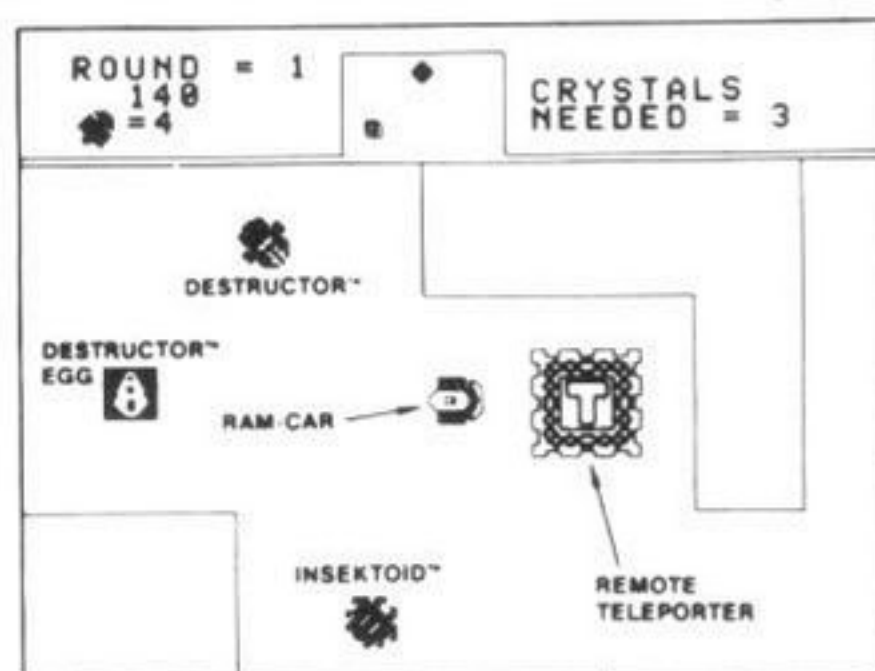 ROUND = 1
140
=4
CRYSTALS
NEEDED = 3
DESTRUCTOR™
DESTRUCTOR™
EGG
RAM-CAR
T
INSEKTOID™
REMOTE
TELEPORTER